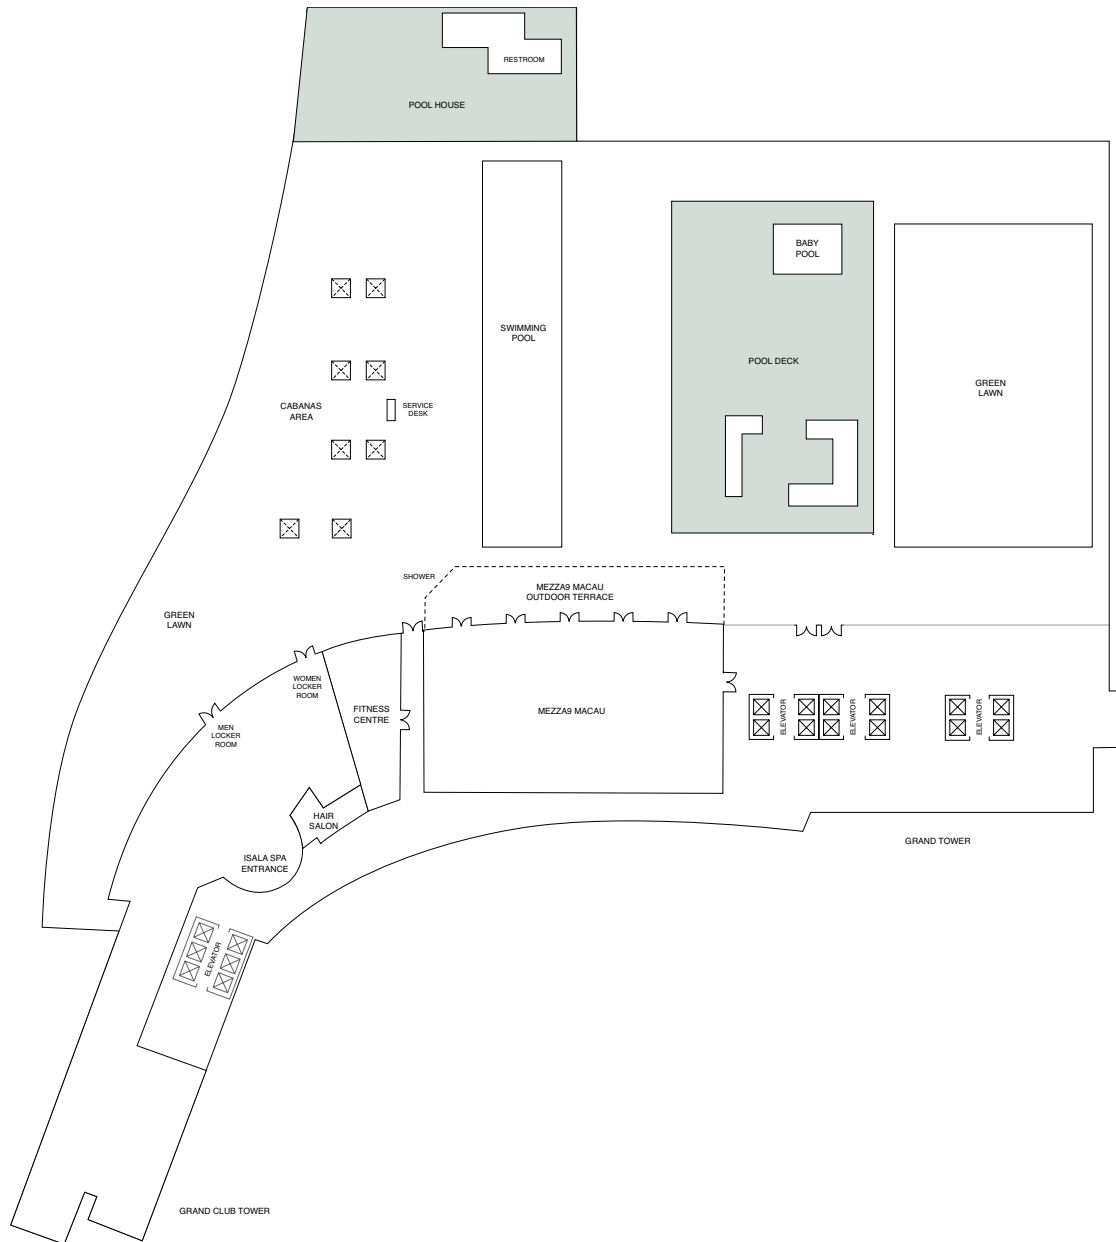 RESTROOM
POOL HOUSE
BABY
POOL
SWIMMING
POOL
POOL DECK
GREEN
LAWN
CABANAS
AREA
SERVICE
DESK
SHOWER
MEZZA9 MACAU
OUTDOOR TERRACE
GREEN
LAWN
WOMEN
LOCKER
ROOM
FITNESS
CENTRE
MEZZA9 MACAU
ELEVATOR
ELEVATOR
ELEVATOR
MEN
LOCKER
ROOM
HAIR
SALON
GRAND TOWER
ISALA SPA
ENTRANCE
ELEVATOR
GRAND CLUB TOWER